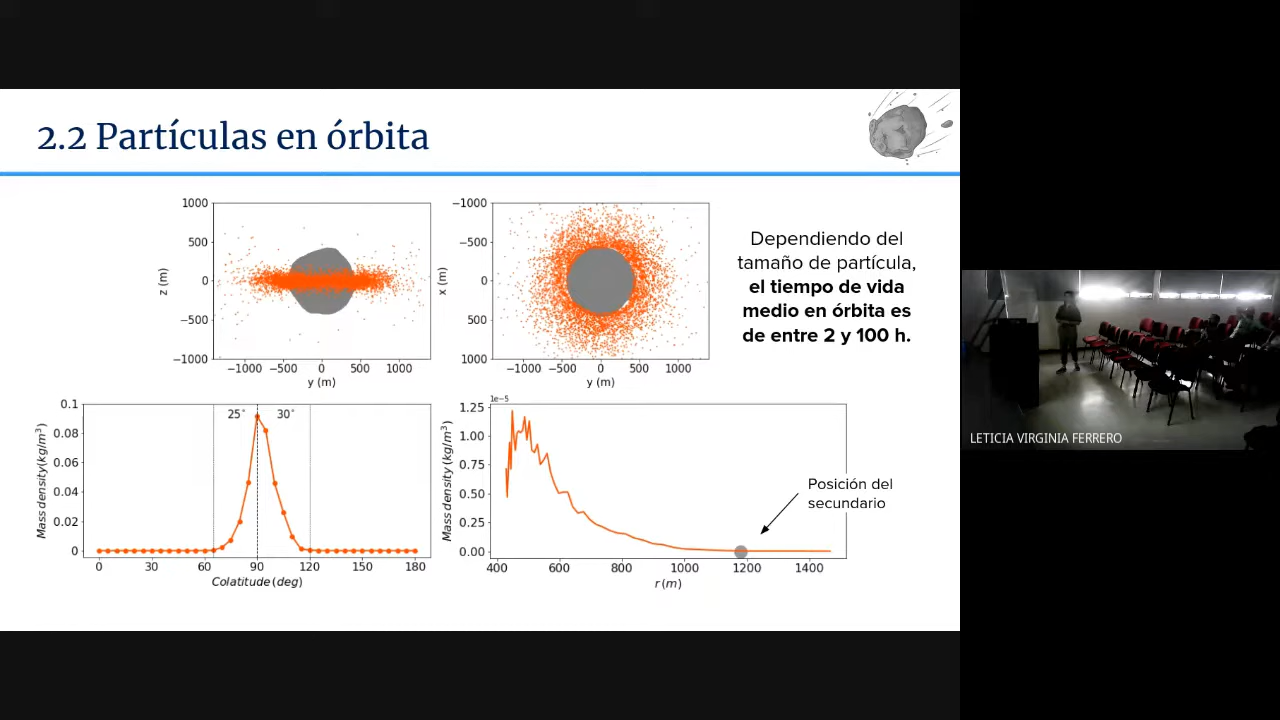 2.2 Partículas en órbita
1000
500
0
−500
−1000
z (m)
−1000 −500 0 500 1000
y (m)
−1000
−500
0
500
1000
x (m)
−1000 −500 0 500 1000
y (m)
Dependiendo del
tamaño de partícula,
el tiempo de vida
medio en órbita es
de entre 2 y 100 h.
0.1
0.08
0.06
0.04
0.02
0
Mass density (kg/m³)
25° 30°
0 30 60 90 120 150 180
Colatitude (deg)
1e−5
1.25
1.00
0.75
0.50
0.25
0.00
Mass density (kg/m³)
Posición del
secundario
400 600 800 1000 1200 1400
r (m)
LETICIA VIRGINIA FERRERO